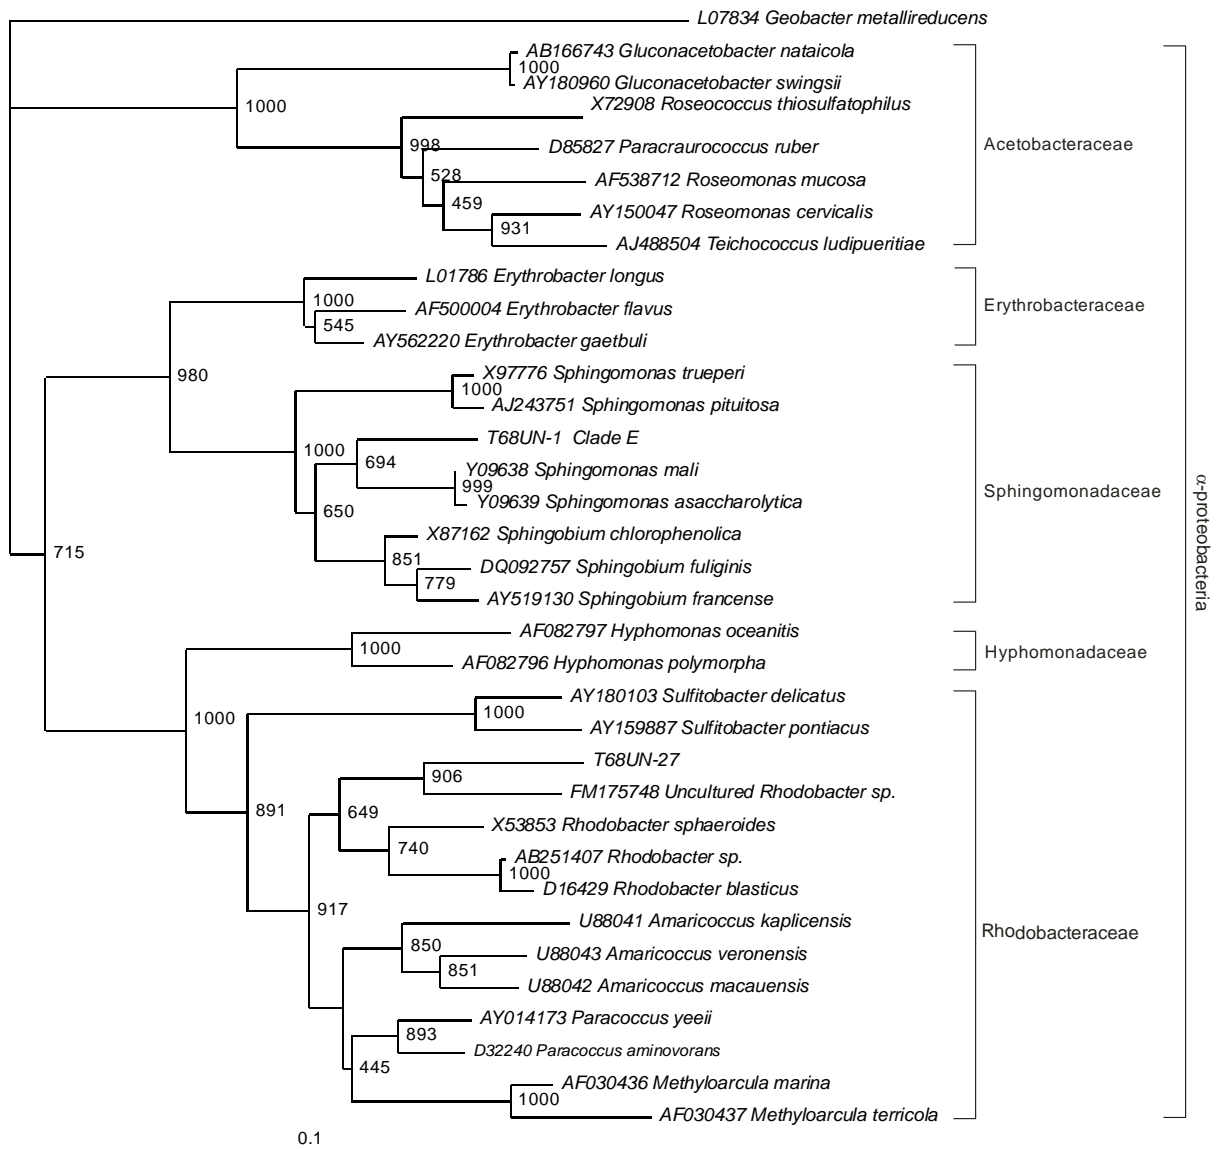 L07834 Geobacter metallireducens
AB166743 Gluconacetobacter nataicola
1000
AY180960 Gluconacetobacter swingsii
X72908 Roseococcus thiosulfatophilus
1000
998
D85827 Paracraurococcus ruber
Acetobacteraceae
528
AF538712 Roseomonas mucosa
459
AY150047 Roseomonas cervicalis
931
AJ488504 Teichococcus ludipueritiae
L01786 Erythrobacter longus
1000
AF500004 Erythrobacter flavus
Erythrobacteraceae
545
AY562220 Erythrobacter gaetbuli
980
X97776 Sphingomonas trueperi
1000
AJ243751 Sphingomonas pituitosa
T68UN-1 Clade E
1000
694
Y09638 Sphingomonas mali
999
Y09639 Sphingomonas asaccharolytica
Sphingomonadaceae
650
X87162 Sphingobium chlorophenolica
α-proteobacteria
715
851
DQ092757 Sphingobium fuliginis
779
AY519130 Sphingobium francense
AF082797 Hyphomonas oceanitis
1000
Hyphomonadaceae
AF082796 Hyphomonas polymorpha
AY180103 Sulfitobacter delicatus
1000
1000
AY159887 Sulfitobacter pontiacus
T68UN-27
906
FM175748 Uncultured Rhodobacter sp.
891
649
X53853 Rhodobacter sphaeroides
740
AB251407 Rhodobacter sp.
1000
D16429 Rhodobacter blasticus
917
U88041 Amaricoccus kaplicensis
Rhodobacteraceae
850
U88043 Amaricoccus veronensis
851
U88042 Amaricoccus macauensis
AY014173 Paracoccus yeeii
893
D32240 Paracoccus aminovorans
445
AF030436 Methyloarcula marina
1000
AF030437 Methyloarcula terricola
0.1